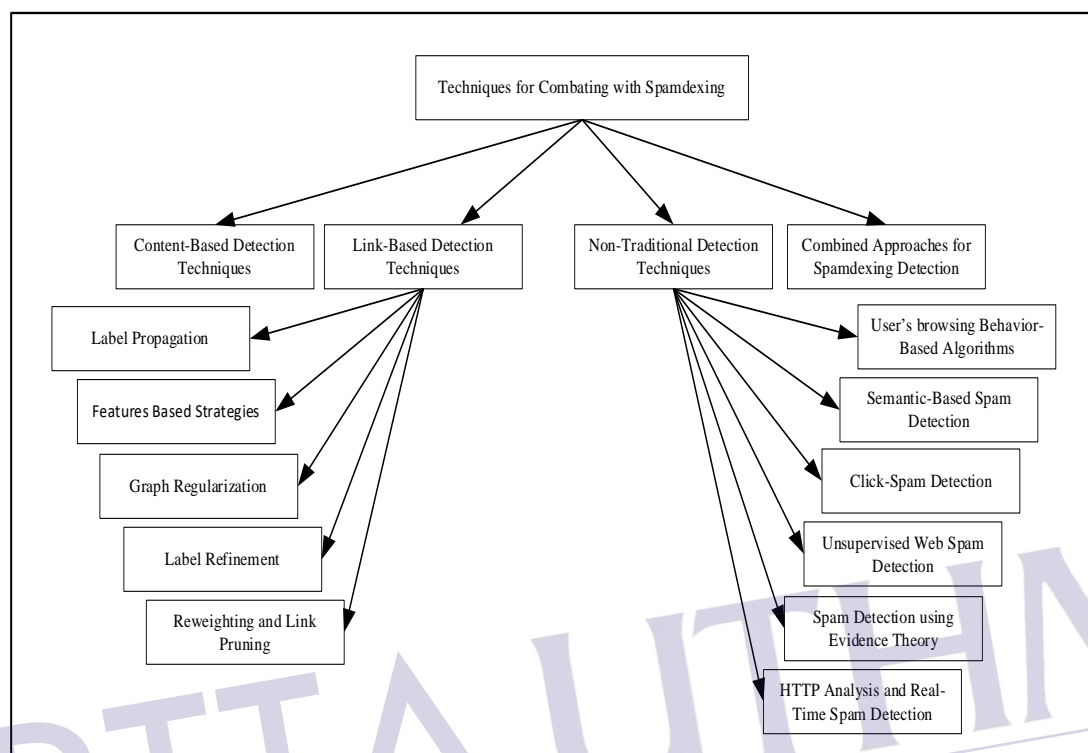 Techniques for Combating with Spamdexing
Content-Based Detection
Techniques
Link-Based Detection
Techniques
Non-Traditional Detection
Techniques
Combined Approaches for
Spamdexing Detection
Label Propagation
Features Based Strategies
Graph Regularization
Label Refinement
Reweighting and Link
Pruning
User's browsing Behavior-
Based Algorithms
Semantic-Based Spam
Detection
Click-Spam Detection
Unsupervised Web Spam
Detection
Spam Detection using
Evidence Theory
HTTP Analysis and Real-
Time Spam Detection